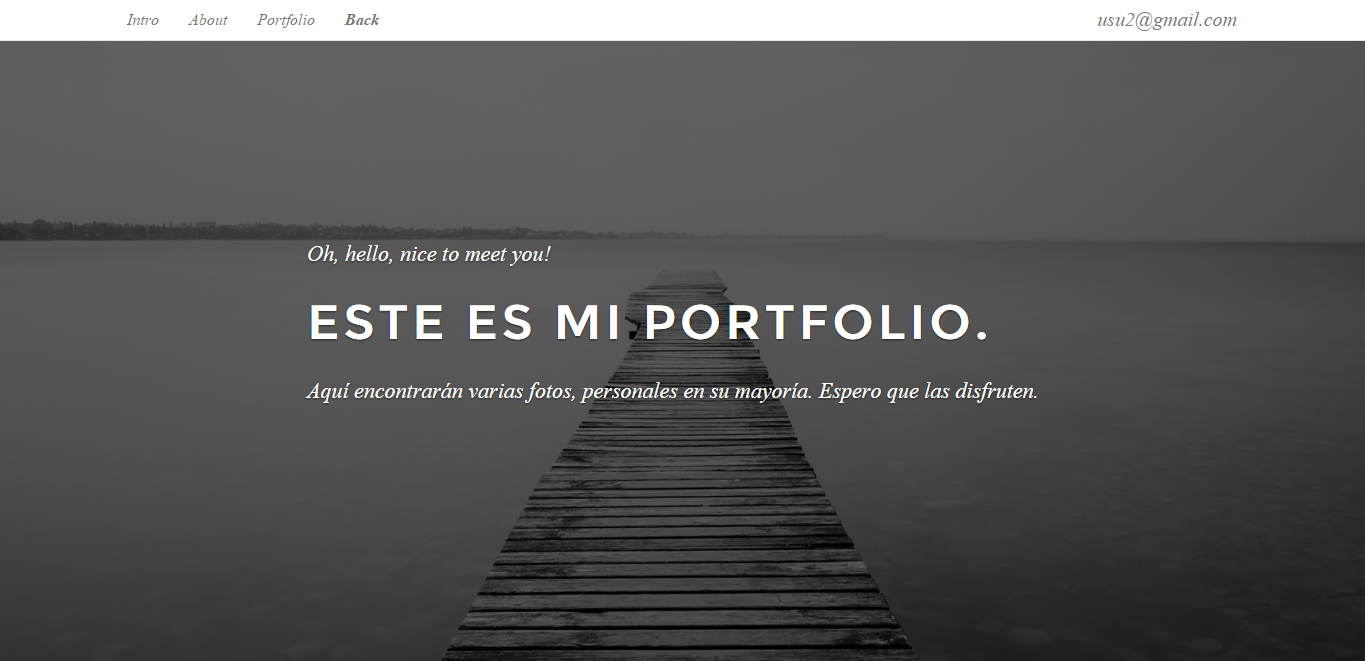 Intro About Portfolio Back usu2@gmail.com
Oh, hello, nice to meet you!
ESTE ES MI PORTFOLIO.
Aquí encontrarán varias fotos, personales en su mayoría. Espero que las disfruten.